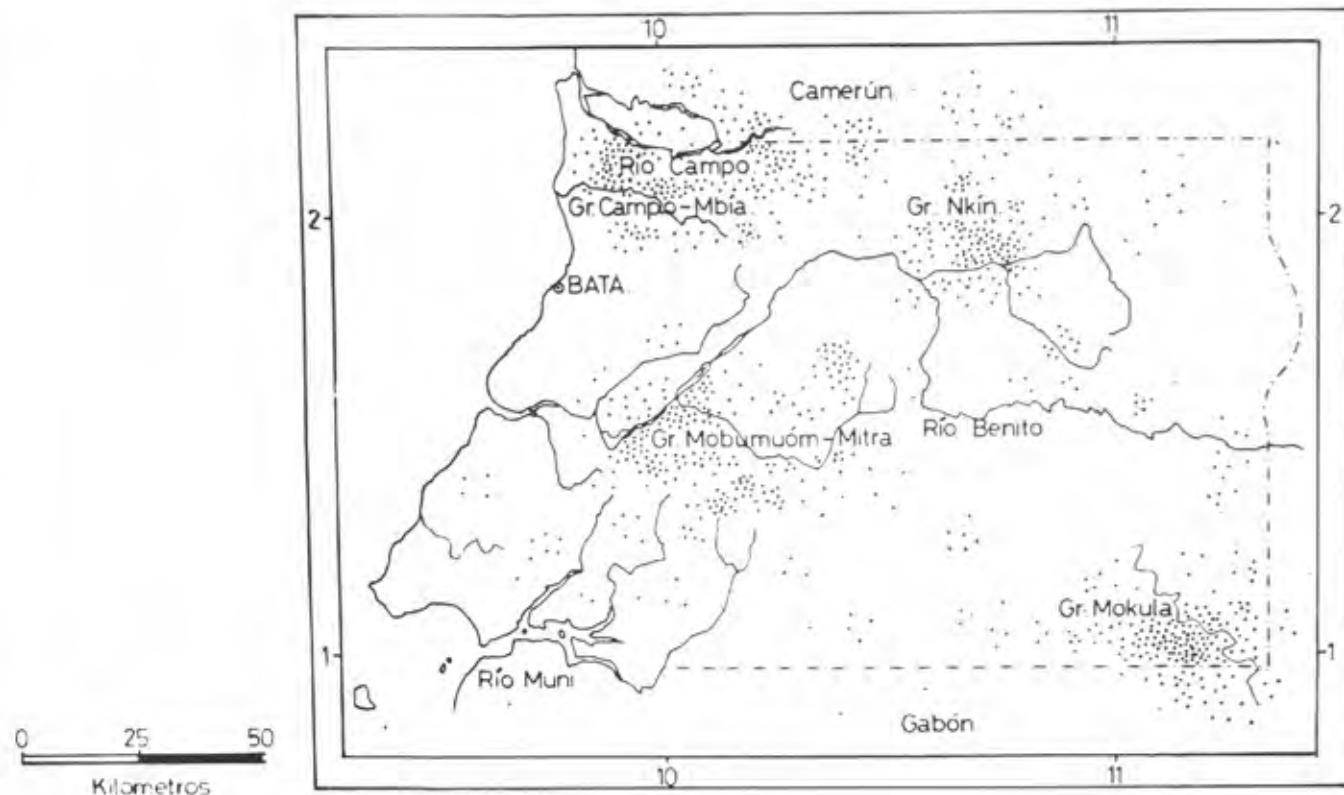 10 11
Camerún
Río Campo
2 Gr. Campo-Mbia Gr. Nkin 2
BATA
Gr. Mobumuom-Mitra Río Benito
Gr. Mokula
1 1
Río Muni
Gabón
0 25 50
Kilometros
10 11